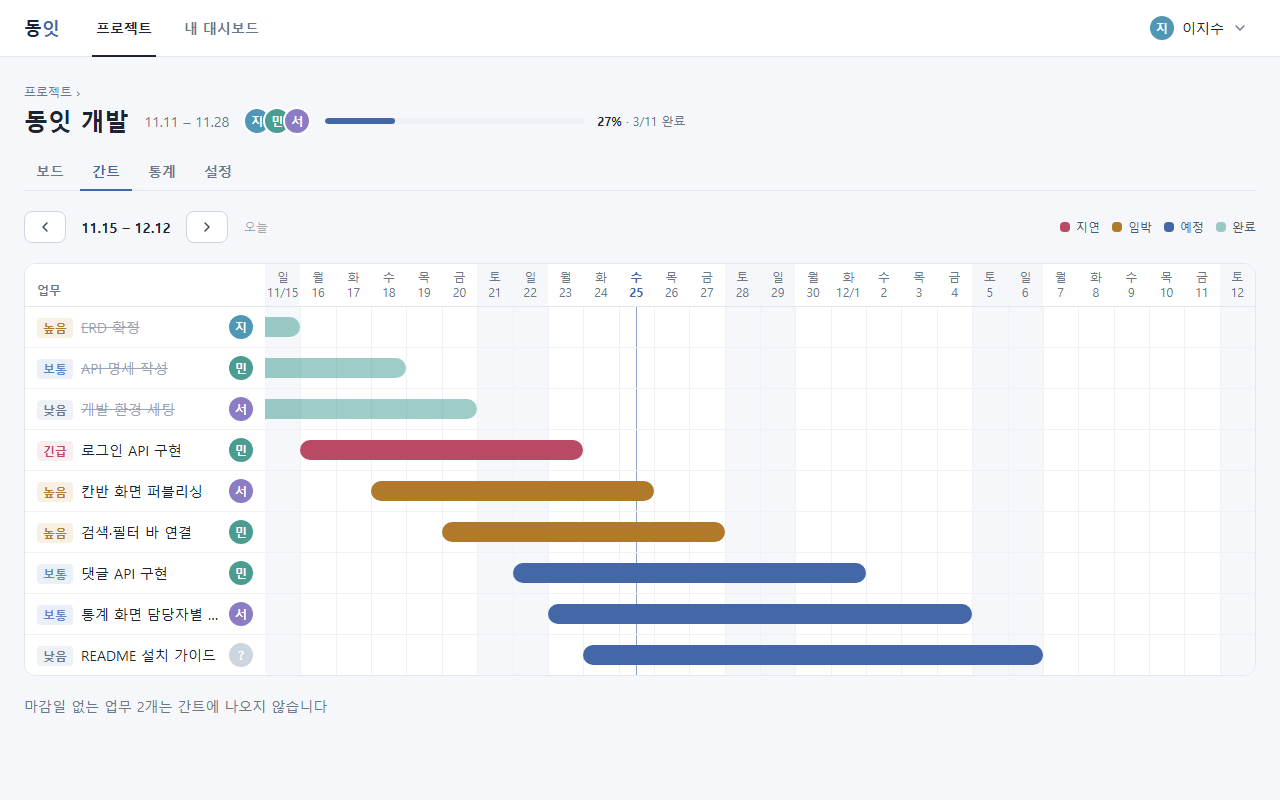 동잇 프로젝트 내 대시보드 지 이지수
프로젝트 ›
동잇 개발 11.11 – 11.28 지 민 서 27% · 3/11 완료
보드 간트 통계 설정
11.15 – 12.12 오늘 지연 임박 예정 완료
업무
일 월 화 수 목 금 토 일 월 화 수 목 금 토 일 월 화 수 목 금 토 일 월 화 수 목 금 토
11/15 16 17 18 19 20 21 22 23 24 25 26 27 28 29 30 12/1 2 3 4 5 6 7 8 9 10 11 12
높음 ERD 확정 지
보통 API 명세 작성 민
낮음 개발 환경 세팅 서
긴급 로그인 API 구현 민
높음 칸반 화면 퍼블리싱 서
높음 검색·필터 바 연결 민
보통 댓글 API 구현 민
보통 통계 화면 담당자별 ... 서
낮음 README 설치 가이드 ?
마감일 없는 업무 2개는 간트에 나오지 않습니다